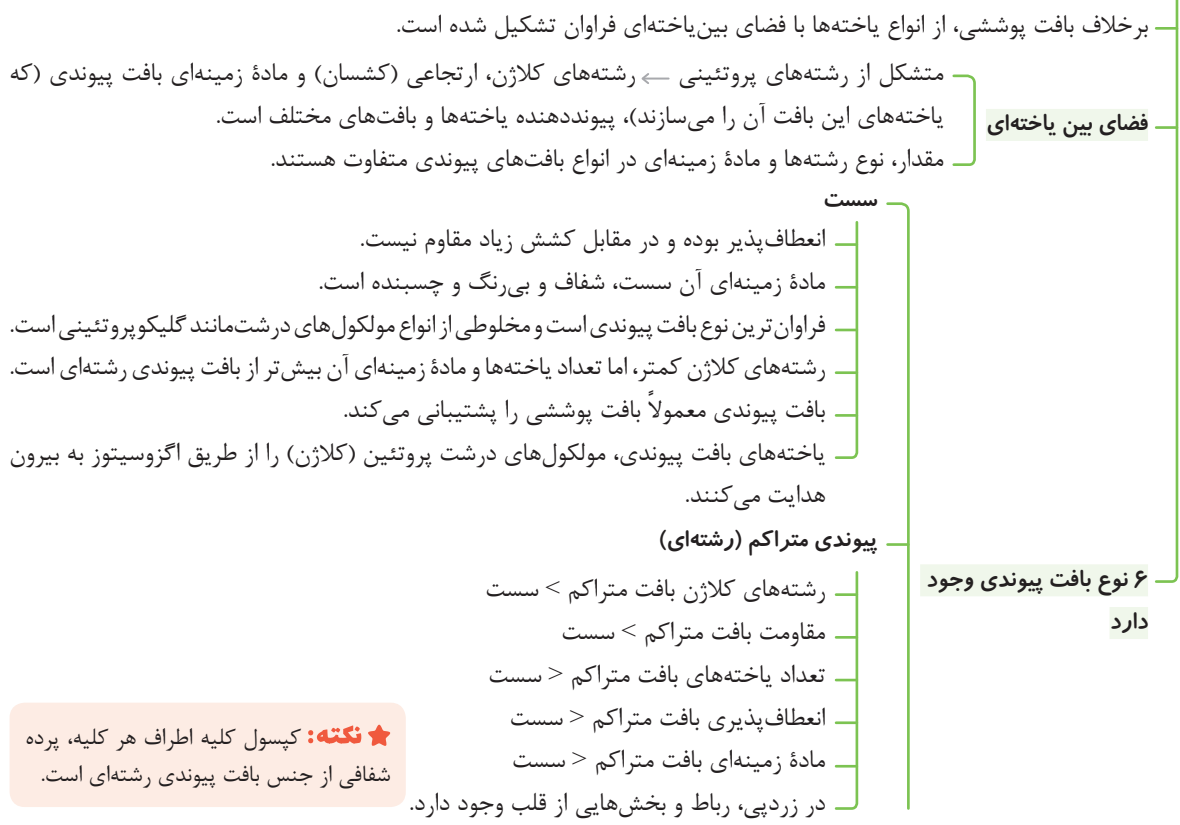 برخلاف بافت پوششی، از انواع یاخته‌ها با فضای بین‌یاخته‌ای فراوان تشکیل شده است.
فضای بین یاخته‌ای
متشکل از رشته‌های پروتئینی ← رشته‌های کلاژن، ارتجاعی (کشسان) و مادهٔ زمینه‌ای بافت پیوندی (که
یاخته‌های این بافت آن را می‌سازند)، پیونددهنده یاخته‌ها و بافت‌های مختلف است.
مقدار، نوع رشته‌ها و مادهٔ زمینه‌ای در انواع بافت‌های پیوندی متفاوت هستند.
۶ نوع بافت پیوندی وجود
دارد
سست
انعطاف‌پذیر بوده و در مقابل کشش زیاد مقاوم نیست.
مادهٔ زمینه‌ای آن سست، شفاف و بی‌رنگ و چسبنده است.
فراوان‌ترین نوع بافت پیوندی است و مخلوطی از انواع مولکول‌های درشت‌مانند گلیکوپروتئینی است.
رشته‌های کلاژن کمتر، اما تعداد یاخته‌ها و مادهٔ زمینه‌ای آن بیش‌تر از بافت پیوندی رشته‌ای است.
بافت پیوندی معمولاً بافت پوششی را پشتیبانی می‌کند.
یاخته‌های بافت پیوندی، مولکول‌های درشت پروتئین (کلاژن) را از طریق اگزوسیتوز به بیرون
هدایت می‌کنند.
پیوندی متراکم (رشته‌ای)
رشته‌های کلاژن بافت متراکم > سست
مقاومت بافت متراکم > سست
تعداد یاخته‌های بافت متراکم < سست
انعطاف‌پذیری بافت متراکم < سست
مادهٔ زمینه‌ای بافت متراکم < سست
در زردپی، رباط و بخش‌هایی از قلب وجود دارد.
نکته: کپسول کلیه اطراف هر کلیه، پرده
شفافی از جنس بافت پیوندی رشته‌ای است.